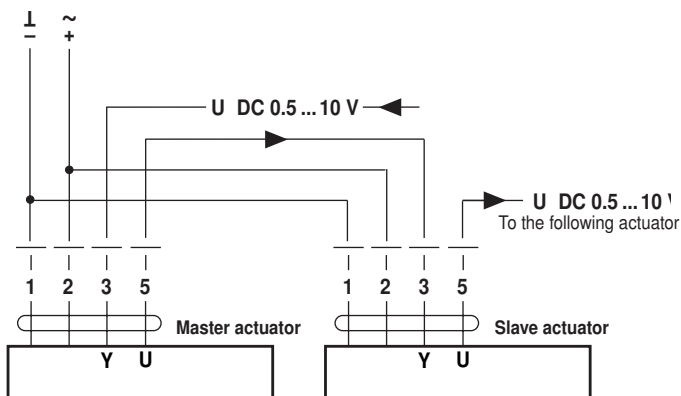 ⊥ ~
– +
U DC 0.5 ... 10 V
U DC 0.5 ... 10
To the following actuator
1 2 3 5 1 2 3 5
Master actuator Slave actuator
Y U Y U